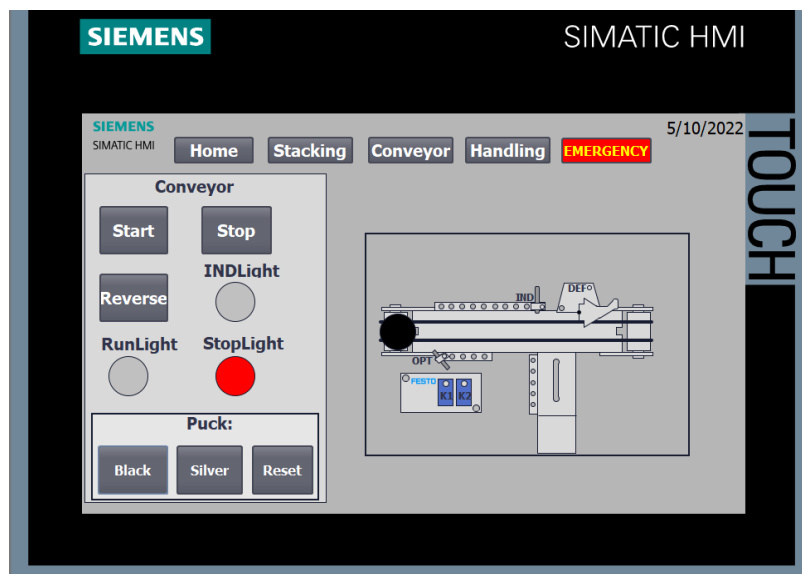 SIEMENS
SIMATIC HMI
TOUCH
SIEMENS
SIMATIC HMI
5/10/2022
Home Stacking Conveyor Handling EMERGENCY
Conveyor
Start Stop
Reverse
INDLight
RunLight StopLight
Puck:
Black Silver Reset
IND DEF
OPT
FESTO
K1 K2